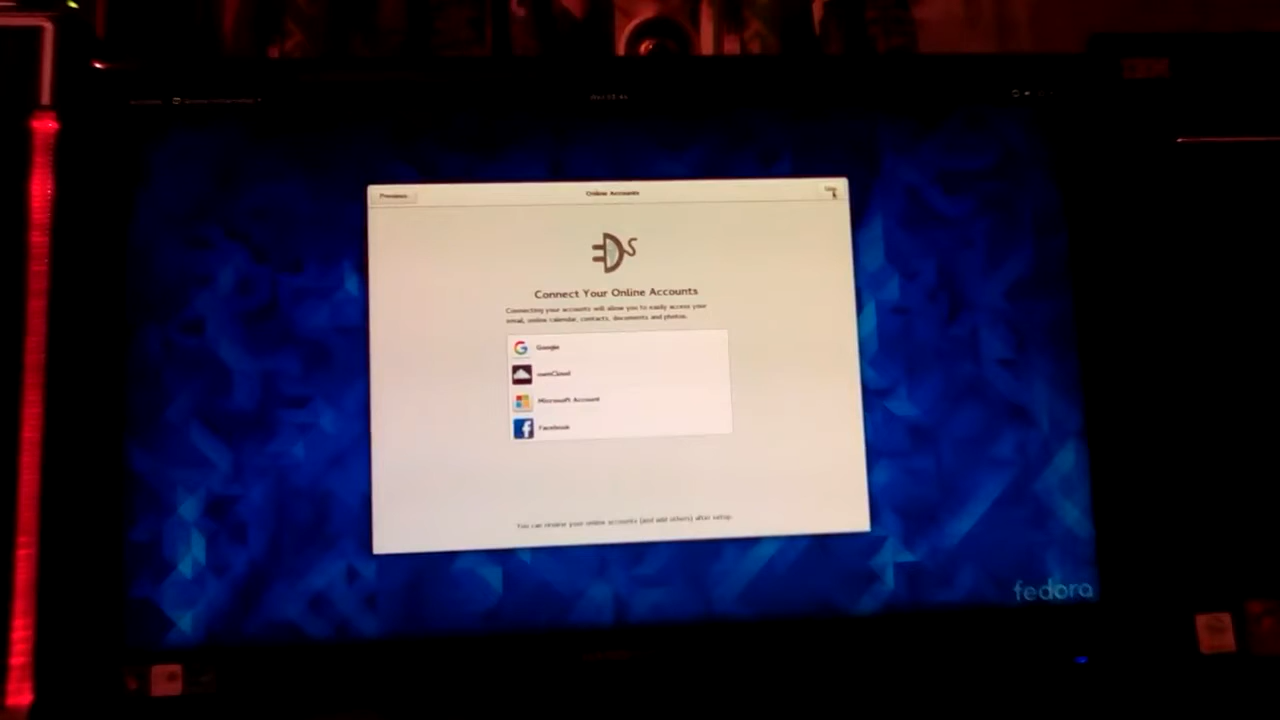 IBM
Previous
Online Accounts
Skip
Connect Your Online Accounts
Connecting your accounts will allow you to easily access your
email, online calendar, contacts, documents and photos.
Google
ownCloud
Microsoft Account
Facebook
You can review your online accounts (and add others) after setup.
fedora